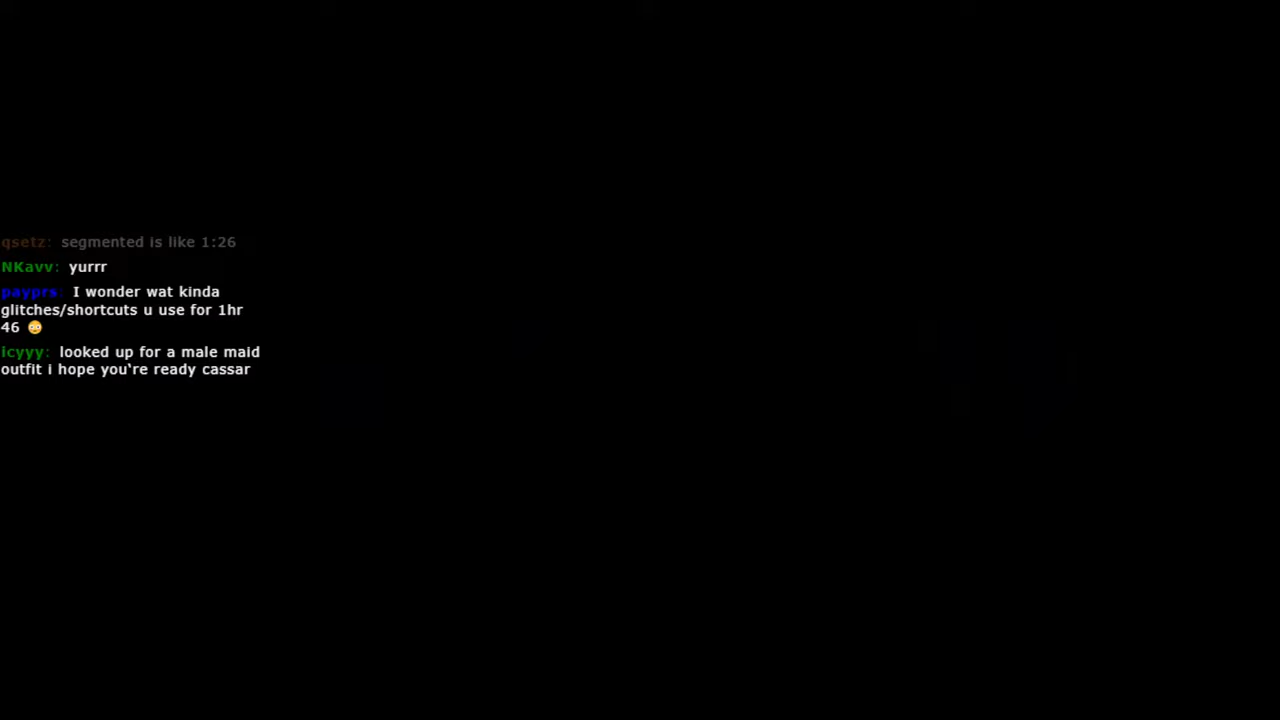 qsetz: segmented is like 1:26
NKavv: yurrr
payprs: I wonder wat kinda
glitches/shortcuts u use for 1hr
46 😳
icyyy: looked up for a male maid
outfit i hope you're ready cassar